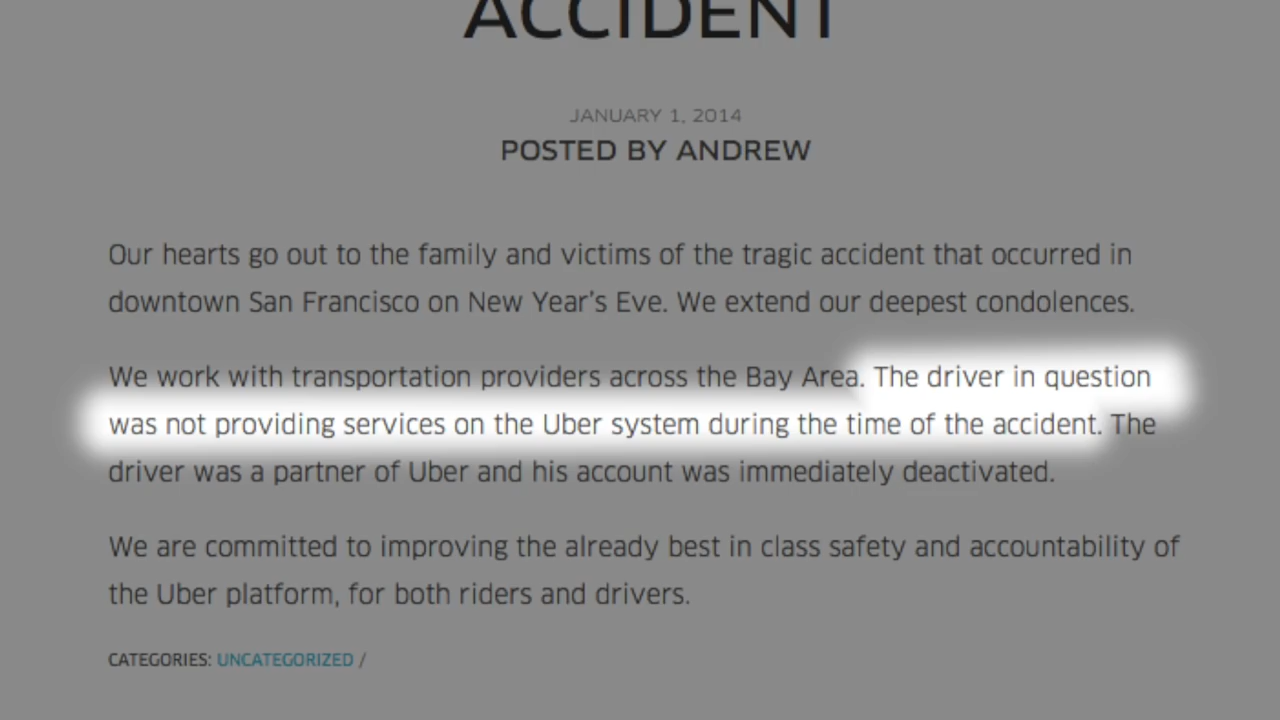 ACCIDENT
JANUARY 1, 2014
POSTED BY ANDREW
Our hearts go out to the family and victims of the tragic accident that occurred in
downtown San Francisco on New Year’s Eve. We extend our deepest condolences.
We work with transportation providers across the Bay Area. The driver in question
was not providing services on the Uber system during the time of the accident. The
driver was a partner of Uber and his account was immediately deactivated.
We are committed to improving the already best in class safety and accountability of
the Uber platform, for both riders and drivers.
CATEGORIES: UNCATEGORIZED /